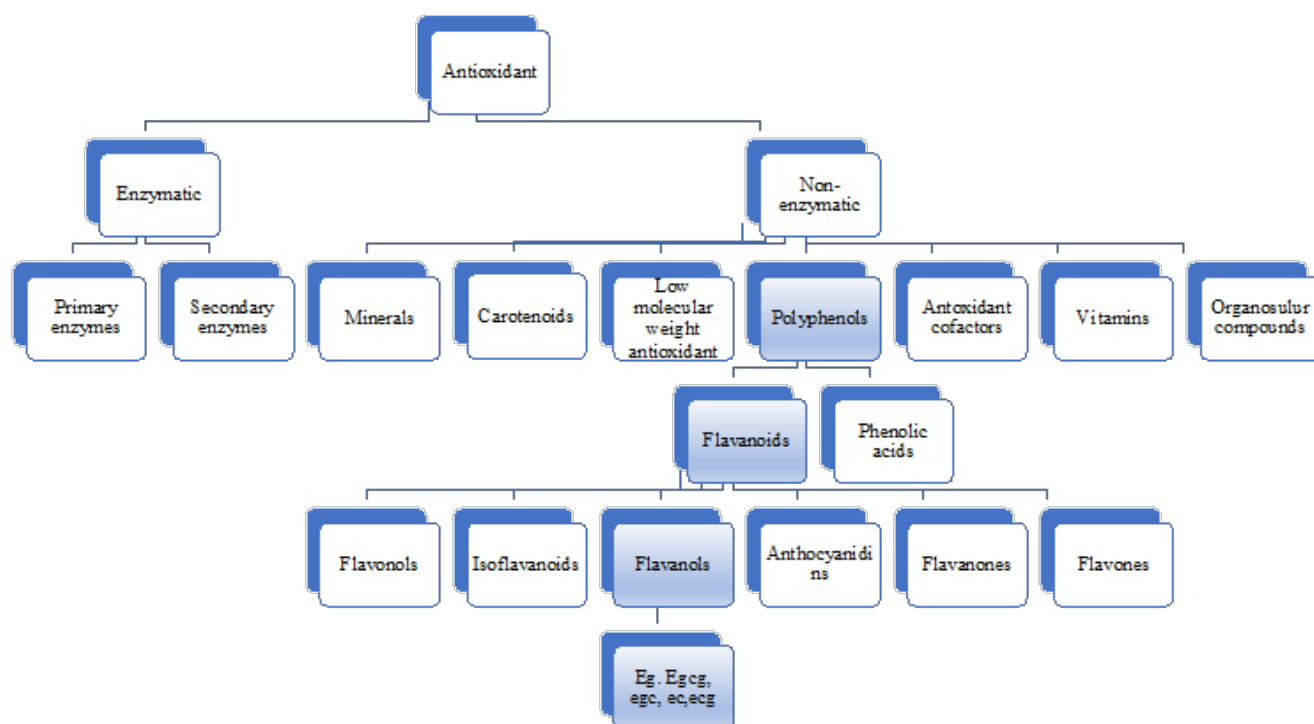 Antioxidant
Enzymatic
Non-
enzymatic
Primary
enzymes
Secondary
enzymes
Minerals
Carotenoids
Low
molecular
weight
antioxidant
Polyphenols
Antoxidant
cofactors
Vitamins
Organosulur
compounds
Flavanoids
Phenolic
acids
Flavonols
Isoflavanoids
Flavanols
Anthocyanidi
ns
Flavanones
Flavones
Eg. Egcg,
egc, ec,ecg